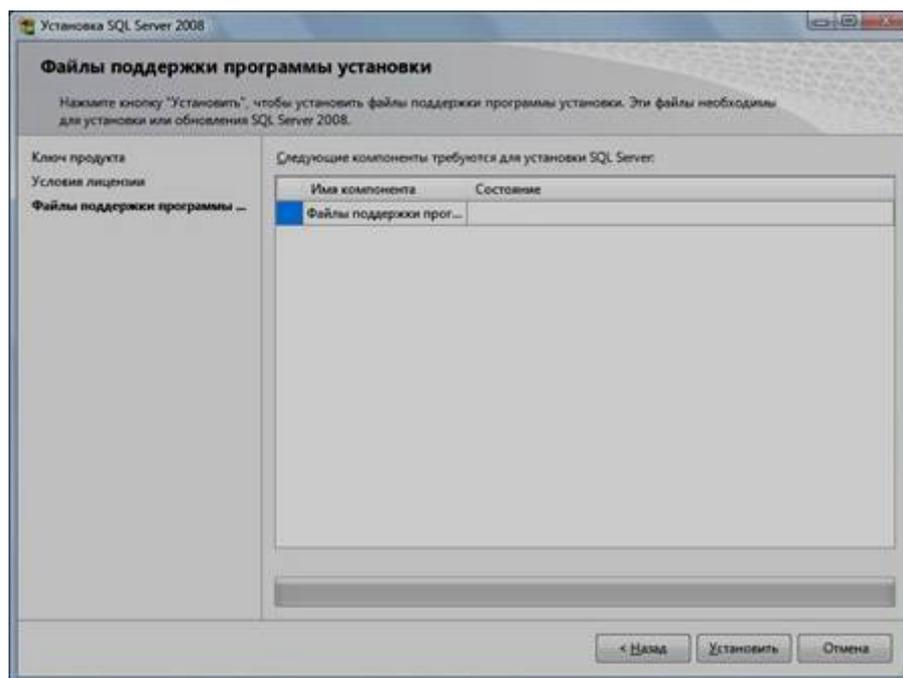 Установка SQL Server 2008
Файлы поддержки программы установки
Нажмите кнопку "Установить", чтобы установить файлы поддержки программы установки. Эти файлы необходимы
для установки или обновления SQL Server 2008.
Ключ продукта
Условия лицензии
Файлы поддержки программы ...
Следующие компоненты требуются для установки SQL Server:
Имя компонента Состояние
Файлы поддержки прог...
< Назад Установить Отмена